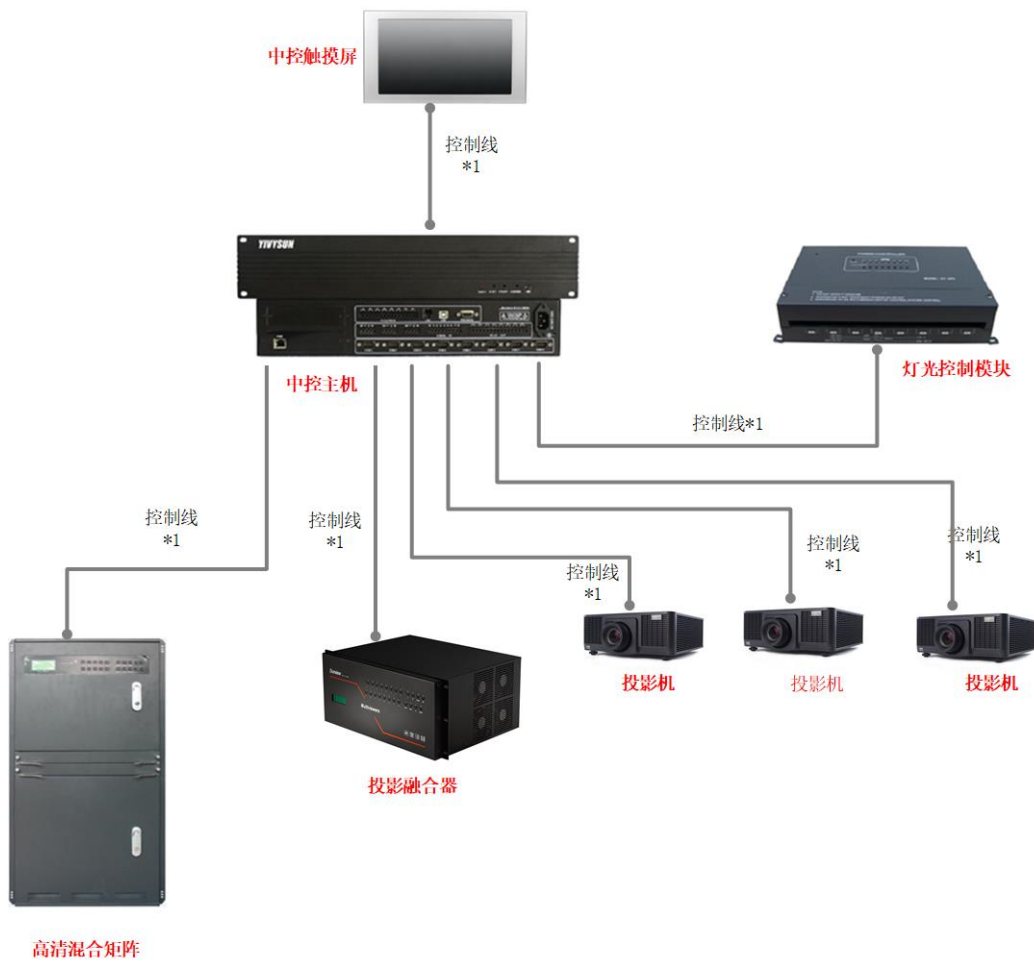 中控触摸屏
控制线
*1
YIVYSUN
中控主机
灯光控制模块
控制线*1
控制线
*1
控制线
*1
控制线
*1
控制线
*1
控制线
*1
投影机
投影机
投影机
投影融合器
高清混合矩阵